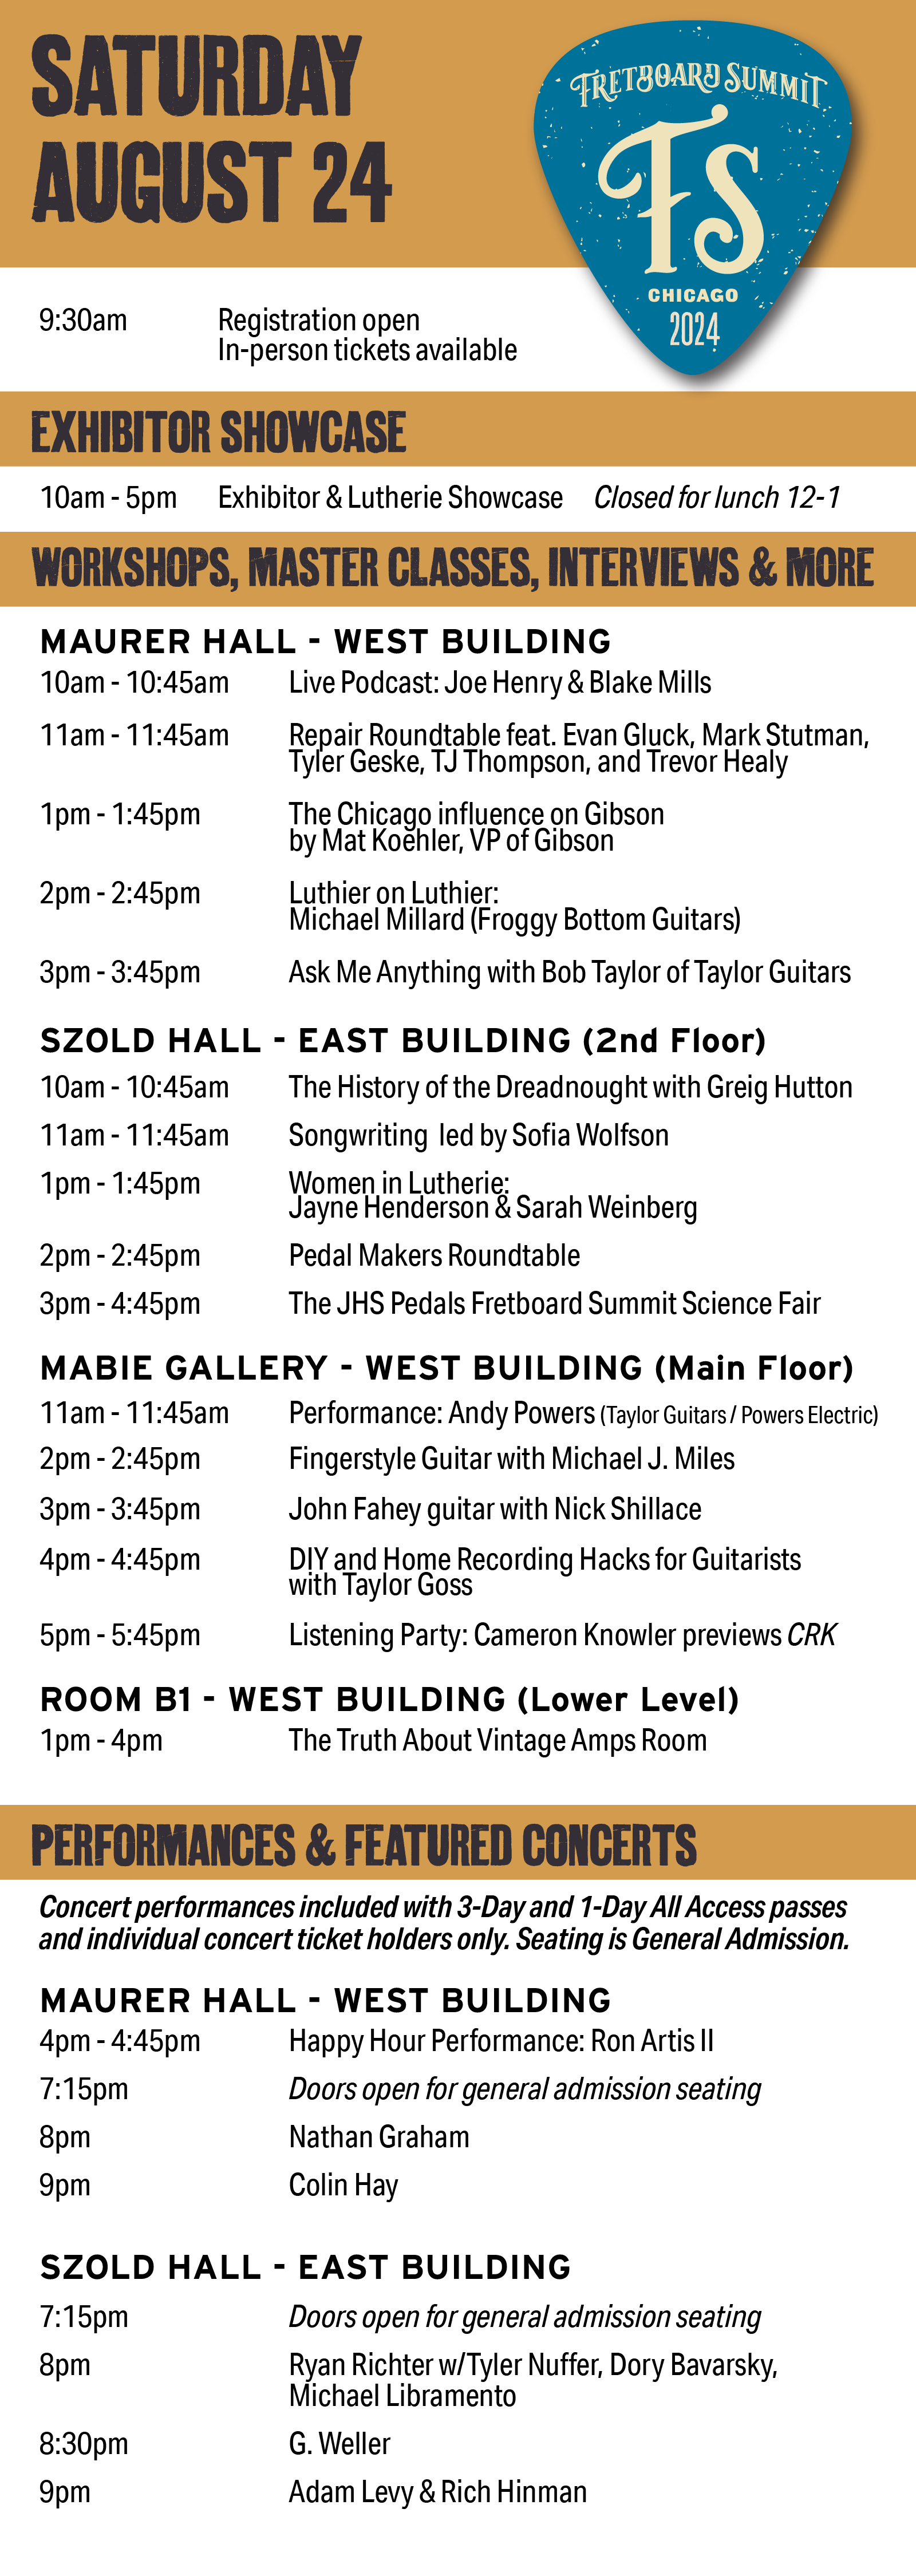 SATURDAY
AUGUST 24
FRETBOARD SUMMIT
FS
CHICAGO
2024
9:30am Registration open
In-person tickets available
EXHIBITOR SHOWCASE
10am - 5pm Exhibitor & Lutherie Showcase Closed for lunch 12-1
WORKSHOPS, MASTER CLASSES, INTERVIEWS & MORE
MAURER HALL - WEST BUILDING
10am - 10:45am Live Podcast: Joe Henry & Blake Mills
11am - 11:45am Repair Roundtable feat. Evan Gluck, Mark Stutman,
Tyler Geske, TJ Thompson, and Trevor Healy
1pm - 1:45pm The Chicago influence on Gibson
by Mat Koehler, VP of Gibson
2pm - 2:45pm Luthier on Luthier:
Michael Millard (Froggy Bottom Guitars)
3pm - 3:45pm Ask Me Anything with Bob Taylor of Taylor Guitars
SZOLD HALL - EAST BUILDING (2nd Floor)
10am - 10:45am The History of the Dreadnought with Greig Hutton
11am - 11:45am Songwriting led by Sofia Wolfson
1pm - 1:45pm Women in Lutherie:
Jayne Henderson & Sarah Weinberg
2pm - 2:45pm Pedal Makers Roundtable
3pm - 4:45pm The JHS Pedals Fretboard Summit Science Fair
MABIE GALLERY - WEST BUILDING (Main Floor)
11am - 11:45am Performance: Andy Powers (Taylor Guitars / Powers Electric)
2pm - 2:45pm Fingerstyle Guitar with Michael J. Miles
3pm - 3:45pm John Fahey guitar with Nick Shillace
4pm - 4:45pm DIY and Home Recording Hacks for Guitarists
with Taylor Goss
5pm - 5:45pm Listening Party: Cameron Knowler previews CRK
ROOM B1 - WEST BUILDING (Lower Level)
1pm - 4pm The Truth About Vintage Amps Room
PERFORMANCES & FEATURED CONCERTS
Concert performances included with 3-Day and 1-Day All Access passes
and individual concert ticket holders only. Seating is General Admission.
MAURER HALL - WEST BUILDING
4pm - 4:45pm Happy Hour Performance: Ron Artis II
7:15pm Doors open for general admission seating
8pm Nathan Graham
9pm Colin Hay
SZOLD HALL - EAST BUILDING
7:15pm Doors open for general admission seating
8pm Ryan Richter w/Tyler Nuffer, Dory Bavarsky,
Michael Libramento
8:30pm G. Weller
9pm Adam Levy & Rich Hinman